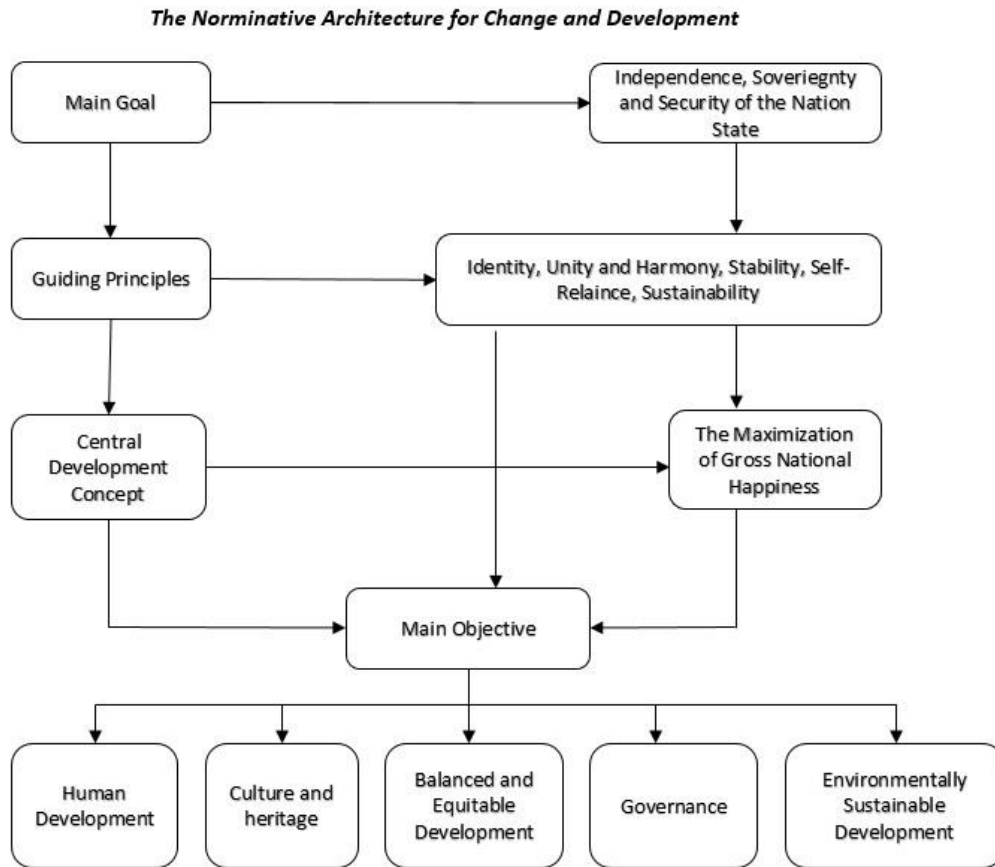 The Norminative Architecture for Change and Development
Main Goal
Independence, Soveriegnty
and Security of the Nation
State
Guiding Principles
Identity, Unity and Harmony, Stability, Self-
Relaince, Sustainability
Central
Development
Concept
The Maximization
of Gross National
Happiness
Main Objective
Human
Development
Culture and
heritage
Balanced and
Equitable
Development
Governance
Environmentally
Sustainable
Development